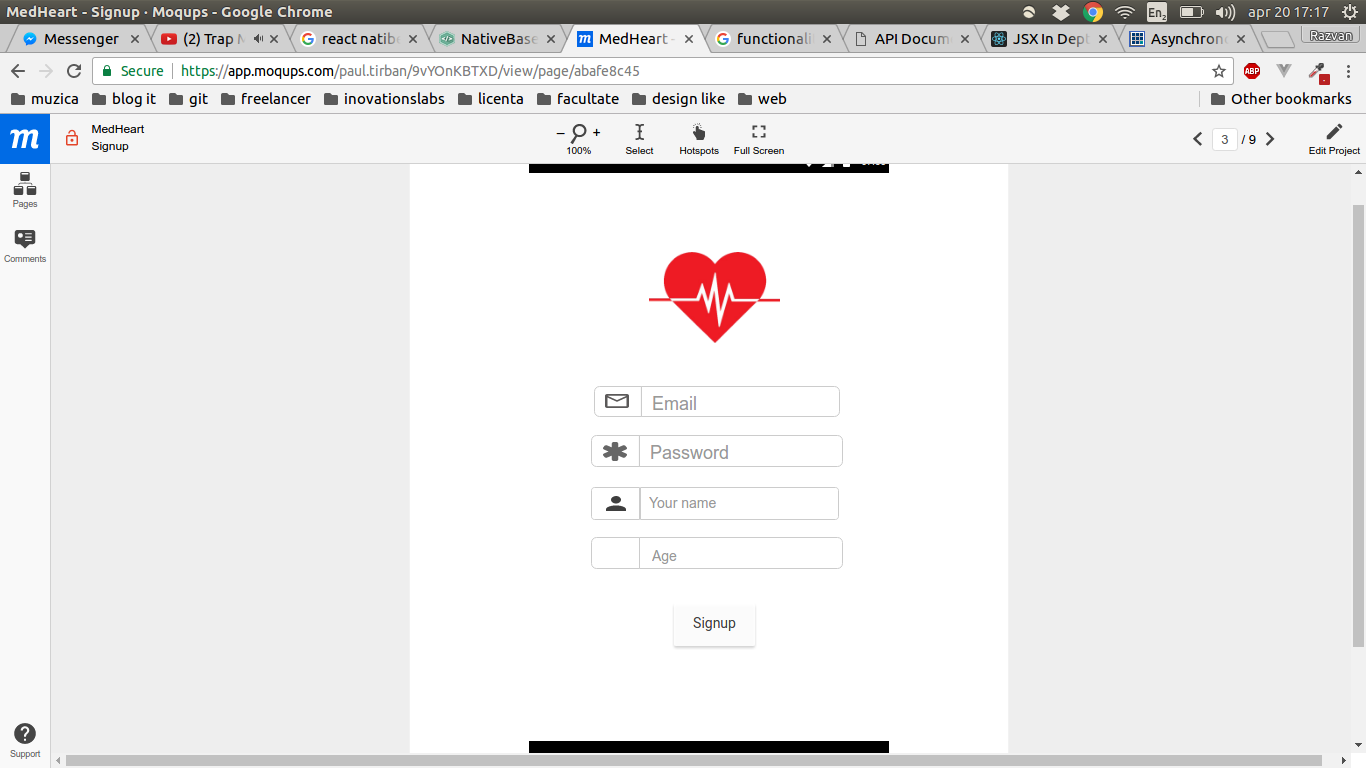 MedHeart - Signup · Moqups - Google Chrome
En2
apr 20 17:17
Messenger
(2) Trap
react natib
NativeBase
MedHeart -
functionali
API Docum
JSX In Dept
Asynchron
Razvan
Secure
https://app.moqups.com/paul.tirban/9vYOnKBTXD/view/page/abafe8c45
ABP
muzica
blog it
git
freelancer
inovationslabs
licenta
facultate
design like
web
Other bookmarks
m
MedHeart
Signup
100%
Select
Hotspots
Full Screen
3 / 9
Edit Project
Pages
Comments
Email
Password
Your name
Age
Signup
Support